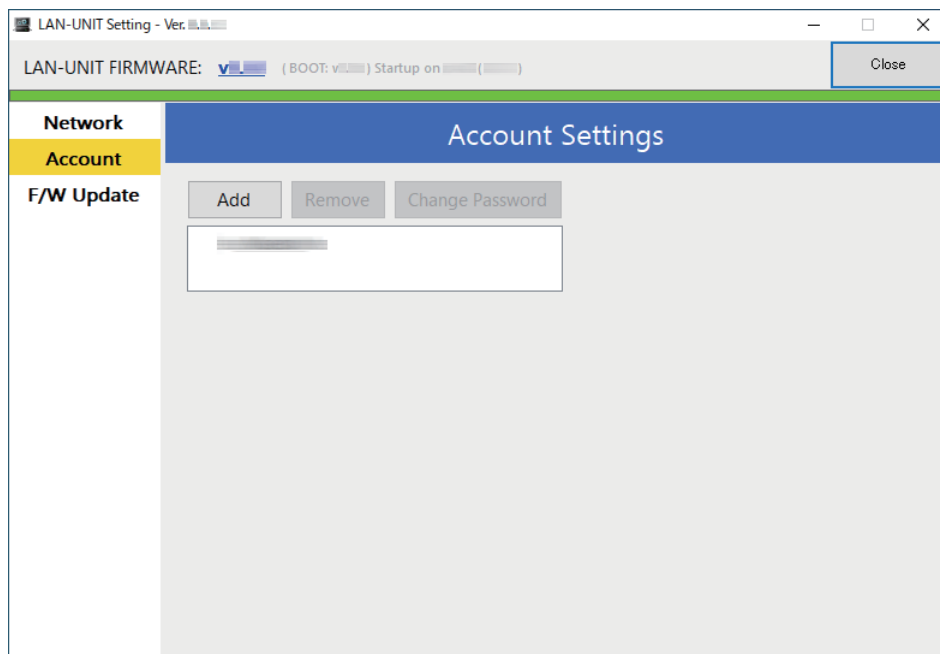 LAN-UNIT Setting - Ver.
LAN-UNIT FIRMWARE: v ( BOOT: v ) Startup on ( )
Close
Network
Account
F/W Update
Account Settings
Add Remove Change Password